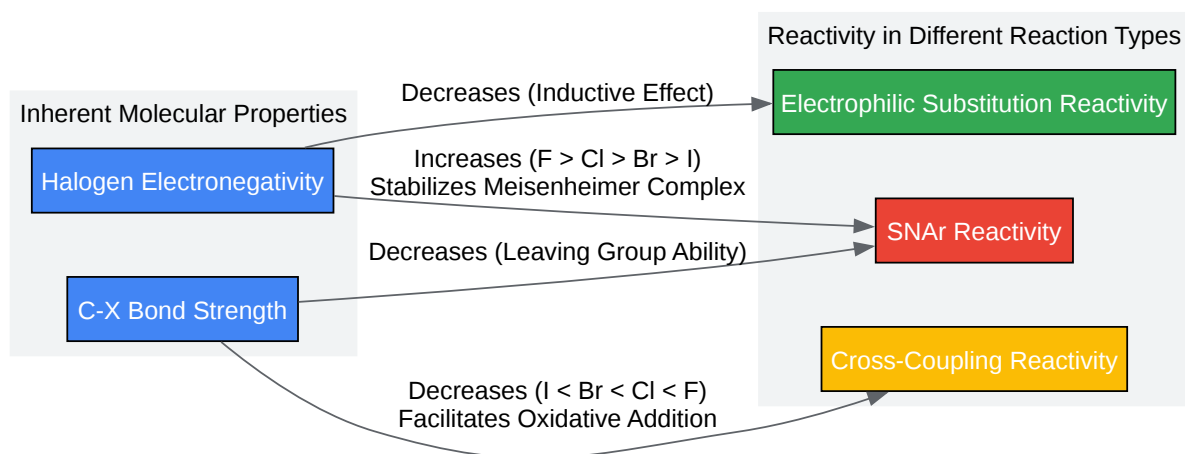 Reactivity in Different Reaction Types
Inherent Molecular Properties
Decreases (Inductive Effect)
Electrophilic Substitution Reactivity
Halogen Electronegativity
Increases (F > Cl > Br > I)
Stabilizes Meisenheimer Complex
SNAr Reactivity
Decreases (Leaving Group Ability)
C-X Bond Strength
Cross-Coupling Reactivity
Decreases (I < Br < Cl < F)
Facilitates Oxidative Addition